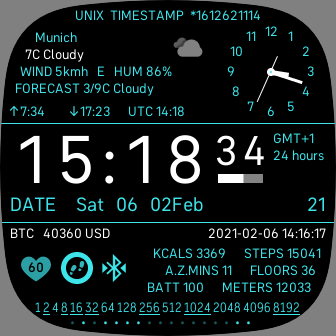 UNIX TIMESTAMP *1612621114
Munich
7C Cloudy
WIND 5kmh E HUM 86%
FORECAST 3/9C Cloudy
↑7:34 ↓17:23 UTC 14:18
12 1 2 3 4 5 6 7 8 9 10 11
15:18 34
GMT+1
24 hours
DATE Sat 06 02Feb 21
BTC 40360 USD 2021-02-06 14:16:17
KCALS 3369 STEPS 15041
60
A.Z.MINS 11 FLOORS 36
BATT 100 METERS 12033
1 2 4 8 16 32 64 128 256 512 1024 2048 4096 8192